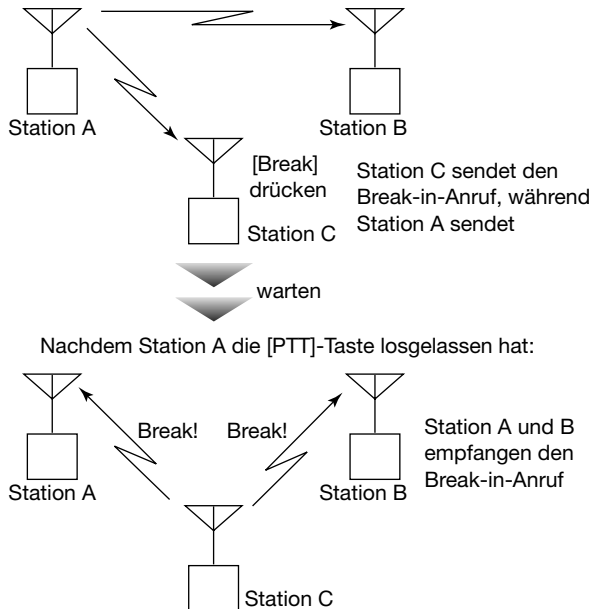 Station A
Station B
[Break]
drücken
Station C
Station C sendet den
Break-in-Anruf, während
Station A sendet
warten
Nachdem Station A die [PTT]-Taste losgelassen hat:
Break!
Break!
Station A
Station B
Station A und B
empfangen den
Break-in-Anruf
Station C